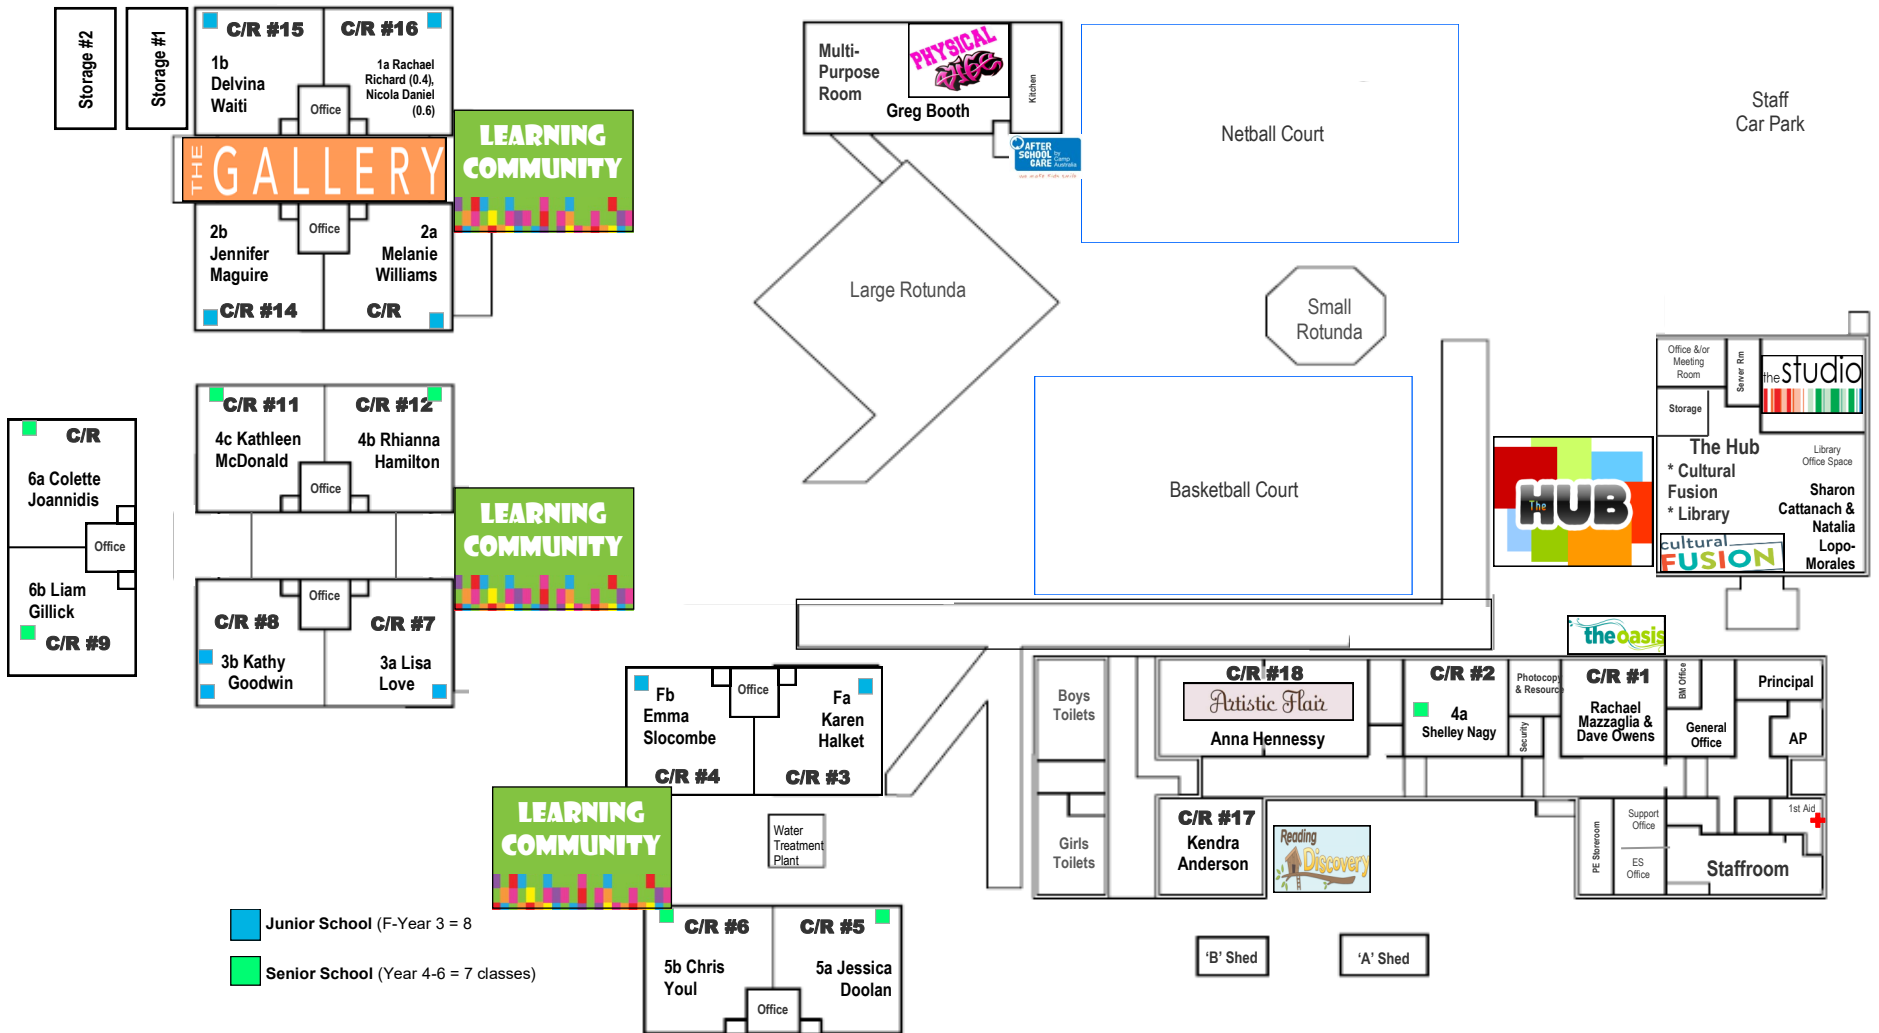 Storage #2
Storage #1
C/R #15
1b
Delvina
Waiti
C/R #16
1a Rachael
Richard (0.4),
Nicola Daniel
(0.6)
Office
THE GALLERY
LEARNING
COMMUNITY
Office
2b
Jennifer
Maguire
C/R #14
2a
Melanie
Williams
C/R
Multi-
Purpose
Room
PHYSICAL
Greg Booth
Kitchen
AFTER
SCHOOL
CARE by
Camp
Australia
we make kids smile
Netball Court
Staff
Car Park
Large Rotunda
Small
Rotunda
Basketball Court
C/R
6a Colette
Joannidis
Office
6b Liam
Gillick
C/R #9
C/R #11
4c Kathleen
McDonald
C/R #12
4b Rhianna
Hamilton
Office
LEARNING
COMMUNITY
Office
C/R #8
3b Kathy
Goodwin
C/R #7
3a Lisa
Love
Office &/or
Meeting
Room
Server Rm
the STUDIO
Storage
The HUB
The Hub
* Cultural
Fusion
* Library
Library
Office Space
Sharon
Cattanach &
Natalia
Lopo-
Morales
cultural
FUSION
the oasis
Fb
Emma
Slocombe
C/R #4
Office
Fa
Karen
Halket
C/R #3
Boys
Toilets
Girls
Toilets
C/R #18
Artistic Flair
Anna Hennessy
C/R #2
4a
Shelley Nagy
Photocopy
& Resource
Security
C/R #1
Rachael
Mazzaglia &
Dave Owens
BM Office
General
Office
Principal
AP
C/R #17
Kendra
Anderson
Reading
Discovery
PE Storeroom
Support
Office
ES
Office
1st Aid
Staffroom
LEARNING
COMMUNITY
Water
Treatment
Plant
C/R #6
5b Chris
Youl
C/R #5
5a Jessica
Doolan
Office
'B' Shed
'A' Shed
Junior School (F-Year 3 = 8
Senior School (Year 4-6 = 7 classes)